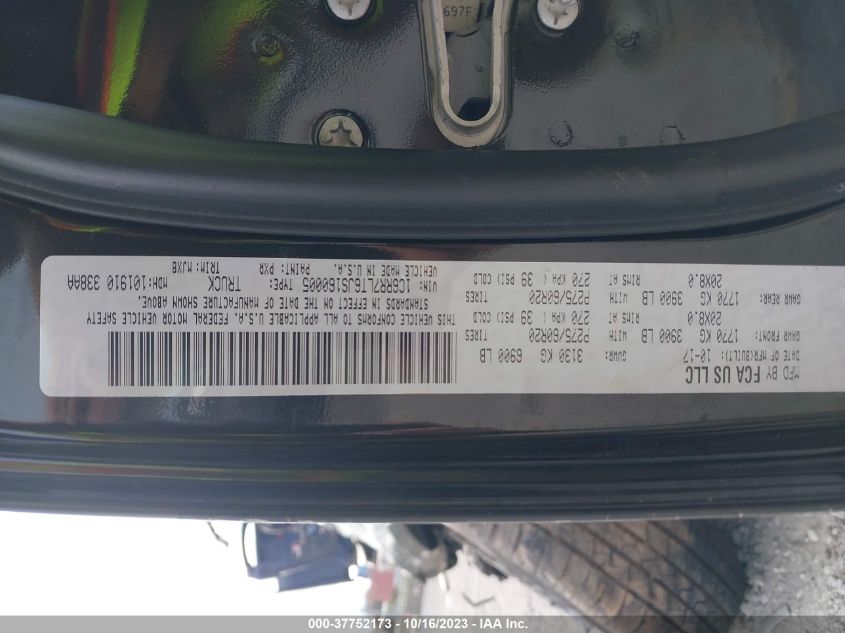 697F
MFD BY FCA US LLC
DATE OF MFR(BUILT): 10-17 GVWR: 3130 KG 6900 LB
GAWR FRONT: 1770 KG 3900 LB WITH P275/60R20 TIRES
RIMS AT 20X8.0 270 KPA ( 39 PSI) COLD
GAWR REAR: 1770 KG 3900 LB WITH P275/60R20 TIRES
RIMS AT 20X8.0 270 KPA ( 39 PSI) COLD
THIS VEHICLE CONFORMS TO ALL APPLICABLE U.S.A. FEDERAL MOTOR VEHICLE SAFETY
STANDARDS IN EFFECT ON THE DATE OF MANUFACTURE SHOWN ABOVE.
VIN: 1C6RR7LT6JS160005 TYPE: TRUCK MDH:101910 338AA
VEHICLE MADE IN U.S.A. PAINT: PXR TRIM:MJX8
000-37752173 - 10/16/2023 - IAA Inc.